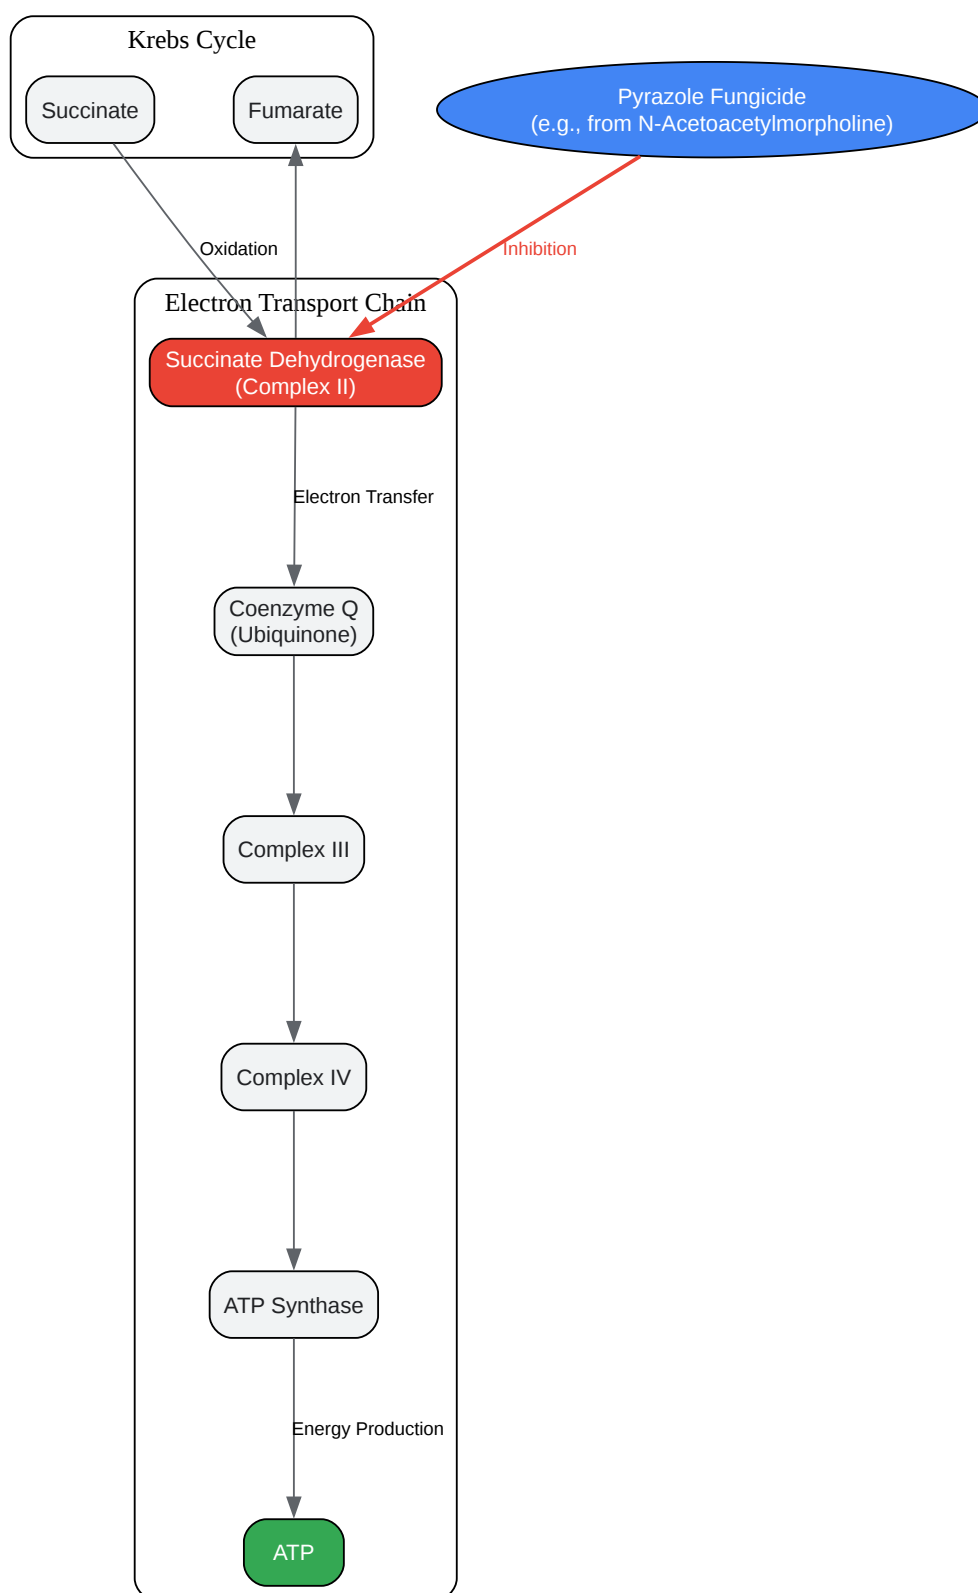 Krebs Cycle
Succinate
Fumarate
Pyrazole Fungicide
(e.g., from N-Acetoacetylmorpholine)
Oxidation
Inhibition
Electron Transport Chain
Succinate Dehydrogenase
(Complex II)
Electron Transfer
Coenzyme Q
(Ubiquinone)
Complex III
Complex IV
ATP Synthase
Energy Production
ATP